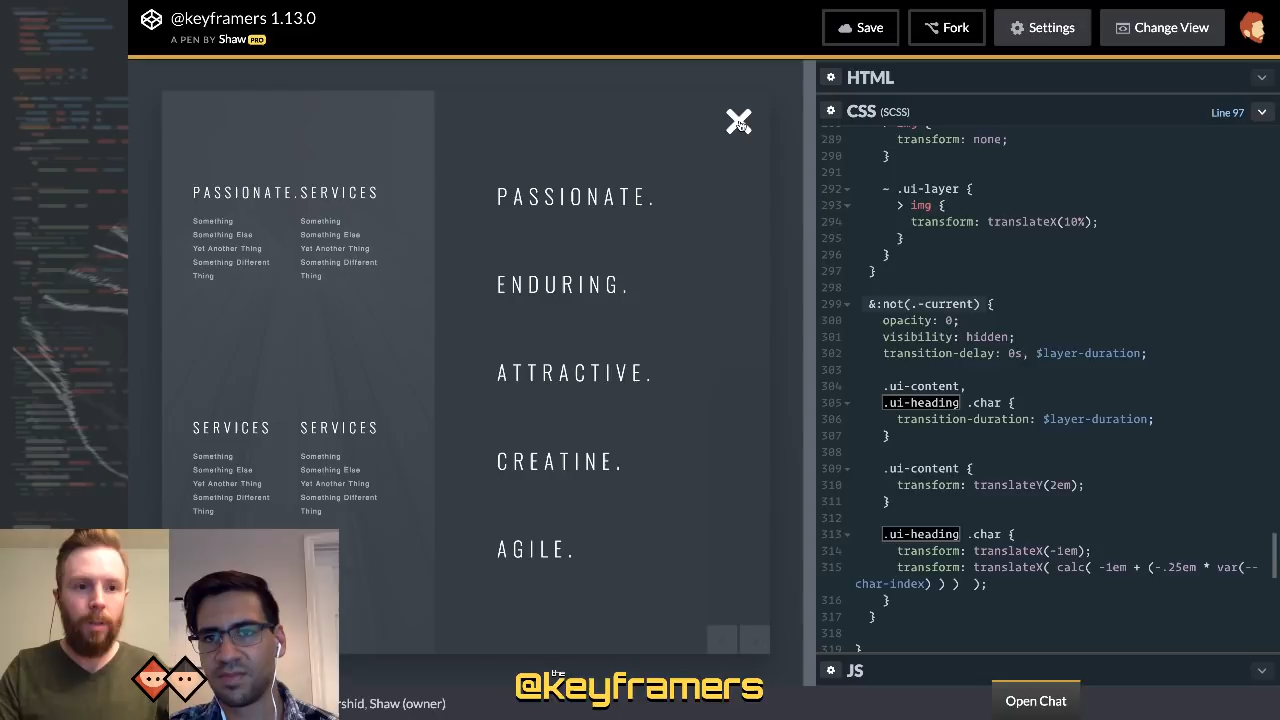 @keyframers 1.13.0
A PEN BY Shaw PRO
Save
Fork
Settings
Change View
PASSIONATE.
SERVICES
Something
Something Else
Yet Another Thing
Something Different
Thing
Something
Something Else
Yet Another Thing
Something Different
Thing
SERVICES
SERVICES
Something
Something Else
Yet Another Thing
Something Different
Thing
Something
Something Else
Yet Another Thing
Something Different
Thing
PASSIONATE.
ENDURING.
ATTRACTIVE.
CREATINE.
AGILE.
HTML
CSS (SCSS)
Line 97
289 transform: none;
290 }
291
292 ~ .ui-layer {
293 > img {
294 transform: translateX(10%);
295 }
296 }
297 }
298
299 &:not(.-current) {
300 opacity: 0;
301 visibility: hidden;
302 transition-delay: 0s, $layer-duration;
303
304 .ui-content,
305 .ui-heading .char {
306 transition-duration: $layer-duration;
307 }
308
309 .ui-content {
310 transform: translateY(2em);
311 }
312
313 .ui-heading .char {
314 transform: translateX(-1em);
315 transform: translateX( calc( -1em + (-.25em * var(--
char-index) ) ) );
316 }
317 }
318
319 }
JS
the
@keyframers
rshid, Shaw (owner)
Open Chat